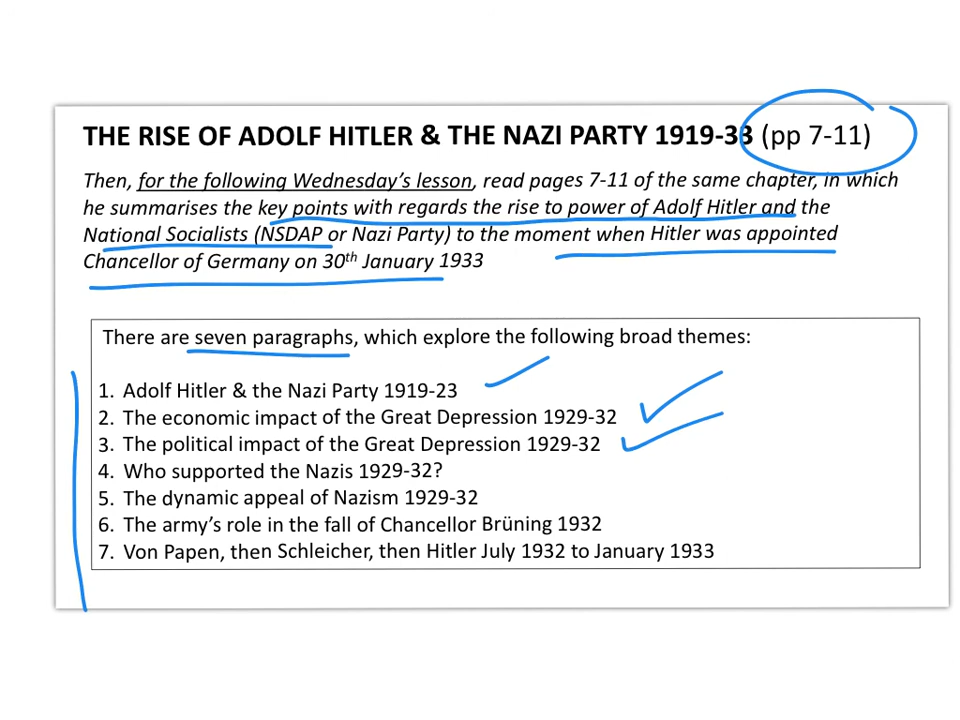 THE RISE OF ADOLF HITLER & THE NAZI PARTY 1919-33 (pp 7-11)
Then, for the following Wednesday's lesson, read pages 7-11 of the same chapter, in which
he summarises the key points with regards the rise to power of Adolf Hitler and the
National Socialists (NSDAP or Nazi Party) to the moment when Hitler was appointed
Chancellor of Germany on 30th January 1933
There are seven paragraphs, which explore the following broad themes:
1. Adolf Hitler & the Nazi Party 1919-23
2. The economic impact of the Great Depression 1929-32
3. The political impact of the Great Depression 1929-32
4. Who supported the Nazis 1929-32?
5. The dynamic appeal of Nazism 1929-32
6. The army's role in the fall of Chancellor Brüning 1932
7. Von Papen, then Schleicher, then Hitler July 1932 to January 1933